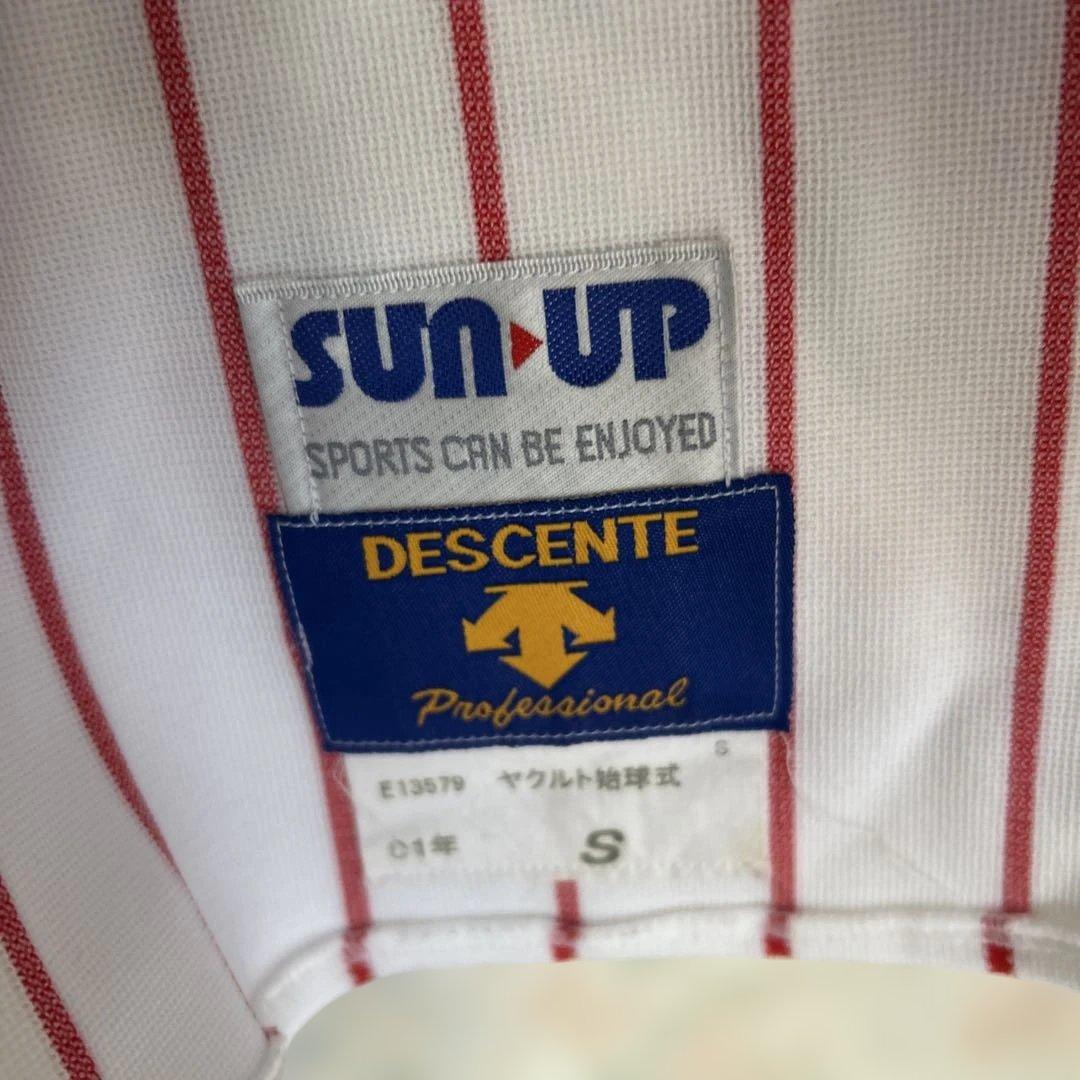 SUN UP
SPORTS CAN BE ENJOYED
DESCENTE
Professional
S
E13579 ヤクルト始球式
01年 S